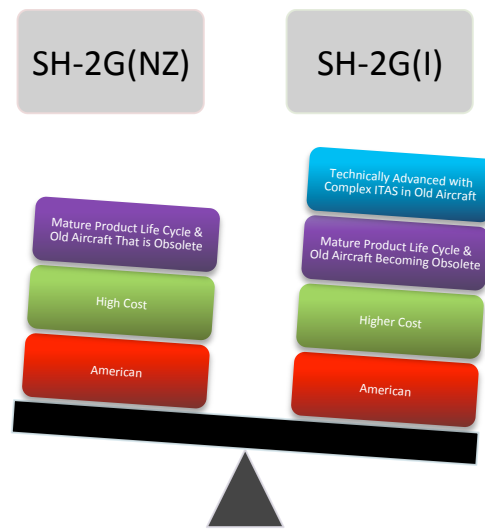 SH-2G(NZ)
SH-2G(I)
Technically Advanced with
Complex ITAS in Old Aircraft
Mature Product Life Cycle &
Old Aircraft That is Obsolete
Mature Product Life Cycle &
Old Aircraft Becoming Obsolete
High Cost
Higher Cost
American
American